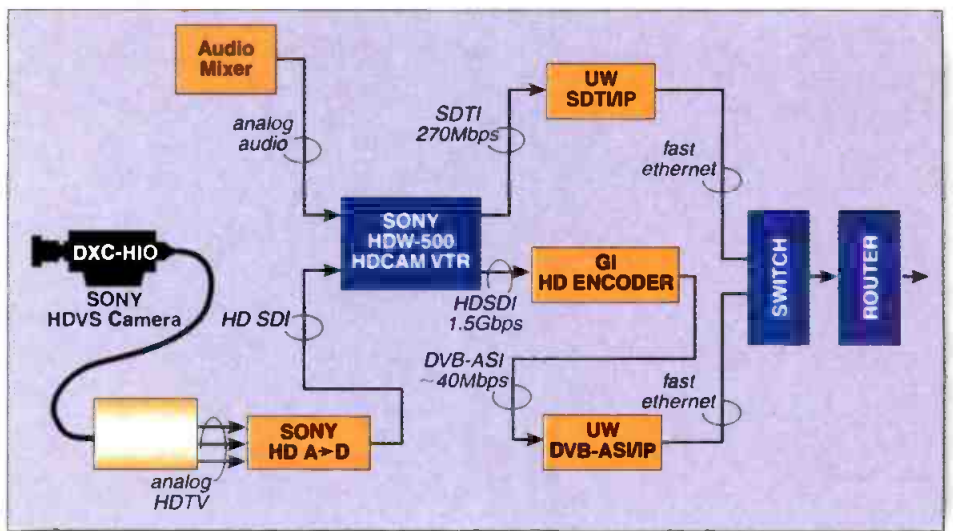 Audio
Mixer
analog
audio
SDTI
270Mbps
UW
SDTI/IP
fast
ethernet
SONY
HDW-500
HDCAM VTR
DXC-HIO
SONY
HDVS Camera
HD SDI
HDSDI
1.5Gbps
GI
HD ENCODER
SWITCH
ROUTER
DVB-ASI
~40Mbps
fast
ethernet
SONY
HD A➔D
analog
HDTV
UW
DVB-ASI/IP